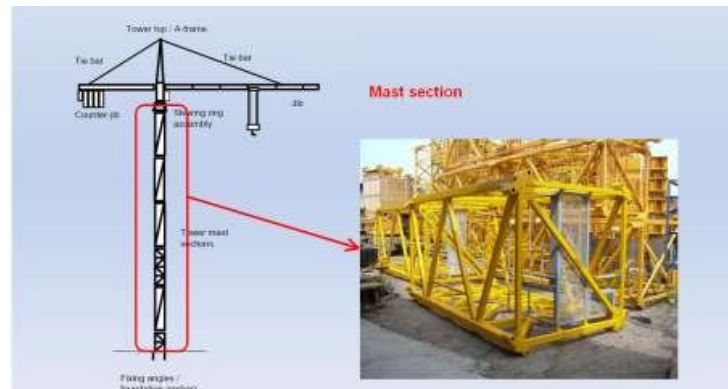 Tower top / A-frame
Tie bar
Tie bar
Jib
Counter-jib
Slewing ring
assembly
Mast section
Tower mast
sections
Fixing angles /